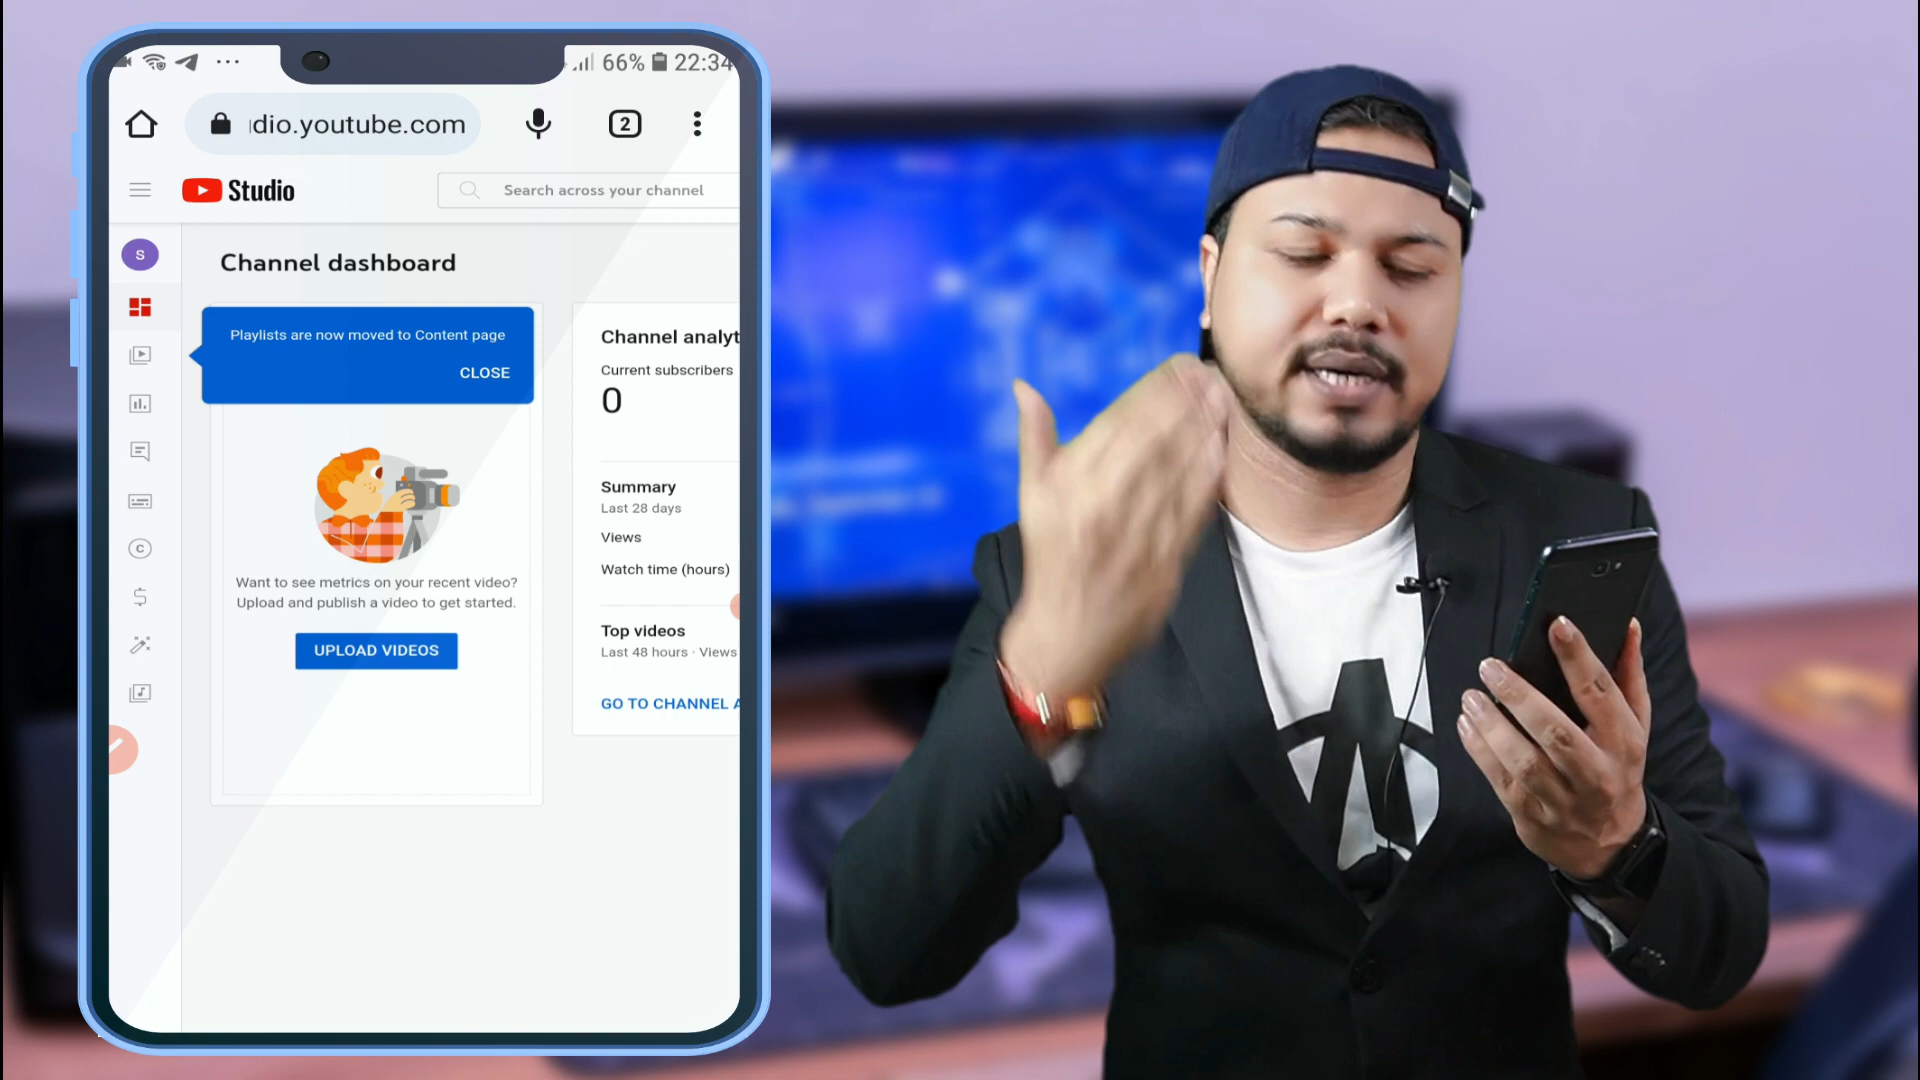 66% 22:34
dio.youtube.com
2
Studio
Search across your channel
S
Channel dashboard
Playlists are now moved to Content page
CLOSE
Want to see metrics on your recent video?
Upload and publish a video to get started.
UPLOAD VIDEOS
Channel analyt
Current subscribers
0
Summary
Last 28 days
Views
Watch time (hours)
Top videos
Last 48 hours · Views
GO TO CHANNEL A